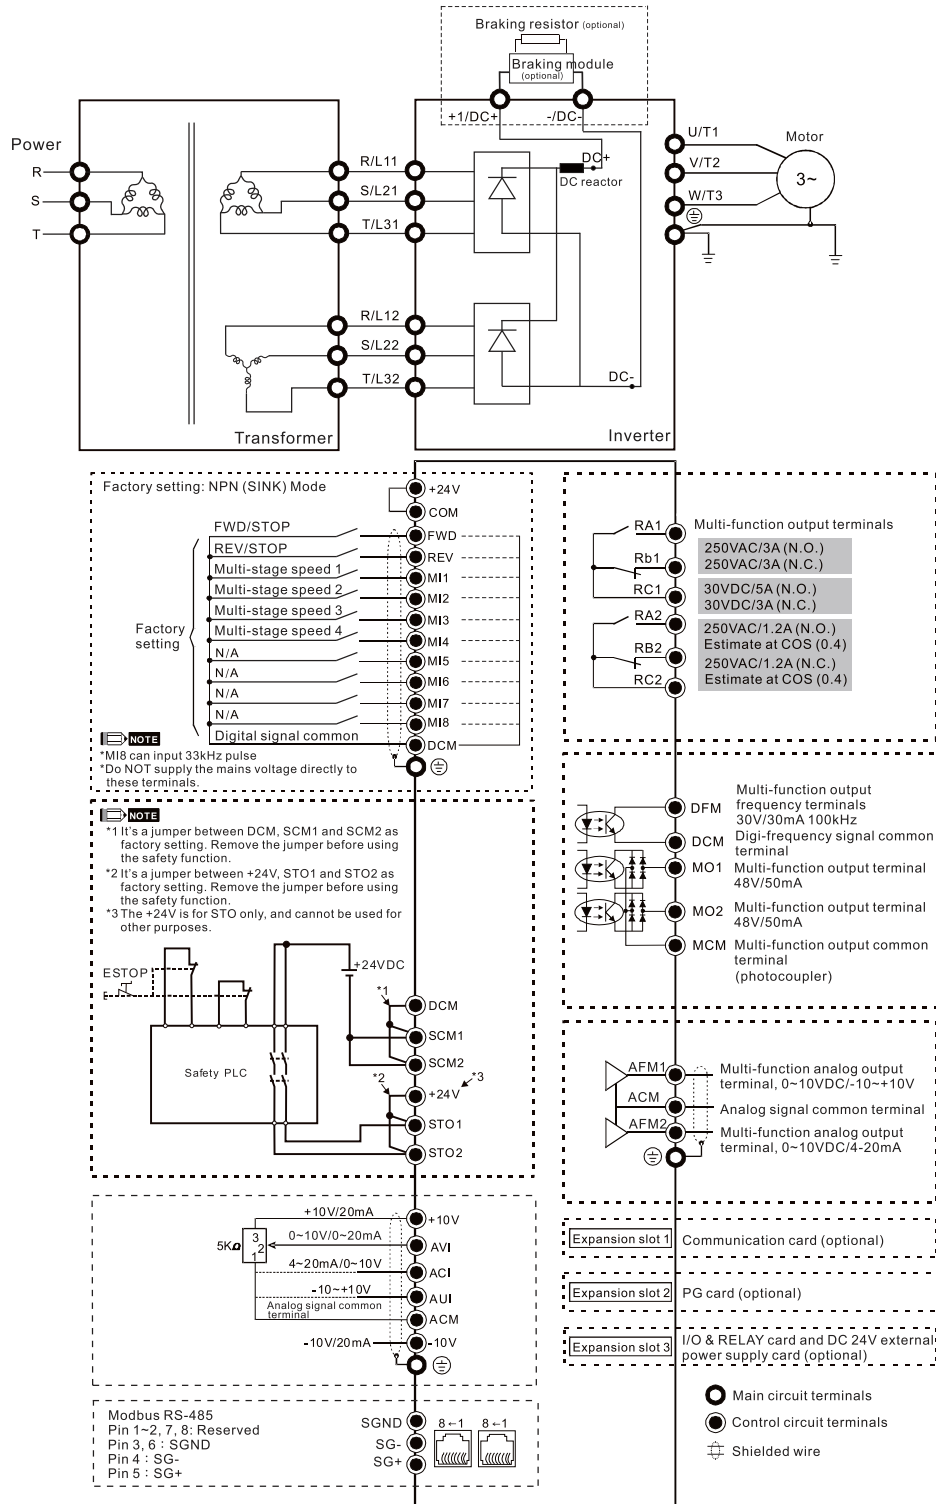 Braking resistor (optional)
Braking module
(optional)
+1/DC+
-/DC-
Power
R
S
T
R/L11
S/L21
T/L31
R/L12
S/L22
T/L32
Transformer
DC+
DC reactor
DC-
Inverter
U/T1
V/T2
W/T3
Motor
3~
Factory setting: NPN (SINK) Mode
+24V
COM
FWD/STOP
FWD
REV/STOP
REV
Multi-stage speed 1
MI1
Multi-stage speed 2
MI2
Multi-stage speed 3
MI3
Multi-stage speed 4
MI4
Factory
setting
N/A
MI5
N/A
MI6
N/A
MI7
N/A
MI8
Digital signal common
DCM
NOTE
*MI8 can input 33kHz pulse
*Do NOT supply the mains voltage directly to
these terminals.
NOTE
*1 It's a jumper between DCM, SCM1 and SCM2 as
factory setting. Remove the jumper before using
the safety function.
*2 It's a jumper between +24V, STO1 and STO2 as
factory setting. Remove the jumper before using
the safety function.
*3 The +24V is for STO only, and cannot be used for
other purposes.
ESTOP
+24VDC
Safety PLC
*1
DCM
SCM1
SCM2
*2
*3
+24V
STO1
STO2
+10V/20mA
+10V
5KΩ
3
2
1
0~10V/0~20mA
AVI
4~20mA/0~10V
ACI
-10~+10V
AUI
Analog signal common
terminal
ACM
-10V/20mA
-10V
Modbus RS-485
Pin 1~2, 7, 8: Reserved
Pin 3, 6 : SGND
Pin 4 : SG-
Pin 5 : SG+
SGND
SG-
SG+
8←1
8←1
RA1
Multi-function output terminals
250VAC/3A (N.O.)
250VAC/3A (N.C.)
Rb1
RC1
30VDC/5A (N.O.)
30VDC/3A (N.C.)
RA2
250VAC/1.2A (N.O.)
Estimate at COS (0.4)
RB2
250VAC/1.2A (N.C.)
Estimate at COS (0.4)
RC2
DFM
Multi-function output
frequency terminals
30V/30mA 100kHz
DCM
Digi-frequency signal common
terminal
MO1
Multi-function output terminal
48V/50mA
MO2
Multi-function output terminal
48V/50mA
MCM
Multi-function output common
terminal
(photocoupler)
AFM1
Multi-function analog output
terminal, 0~10VDC/-10~+10V
ACM
Analog signal common terminal
AFM2
Multi-function analog output
terminal, 0~10VDC/4-20mA
Expansion slot 1
Communication card (optional)
Expansion slot 2
PG card (optional)
Expansion slot 3
I/O & RELAY card and DC 24V external
power supply card (optional)
Main circuit terminals
Control circuit terminals
Shielded wire